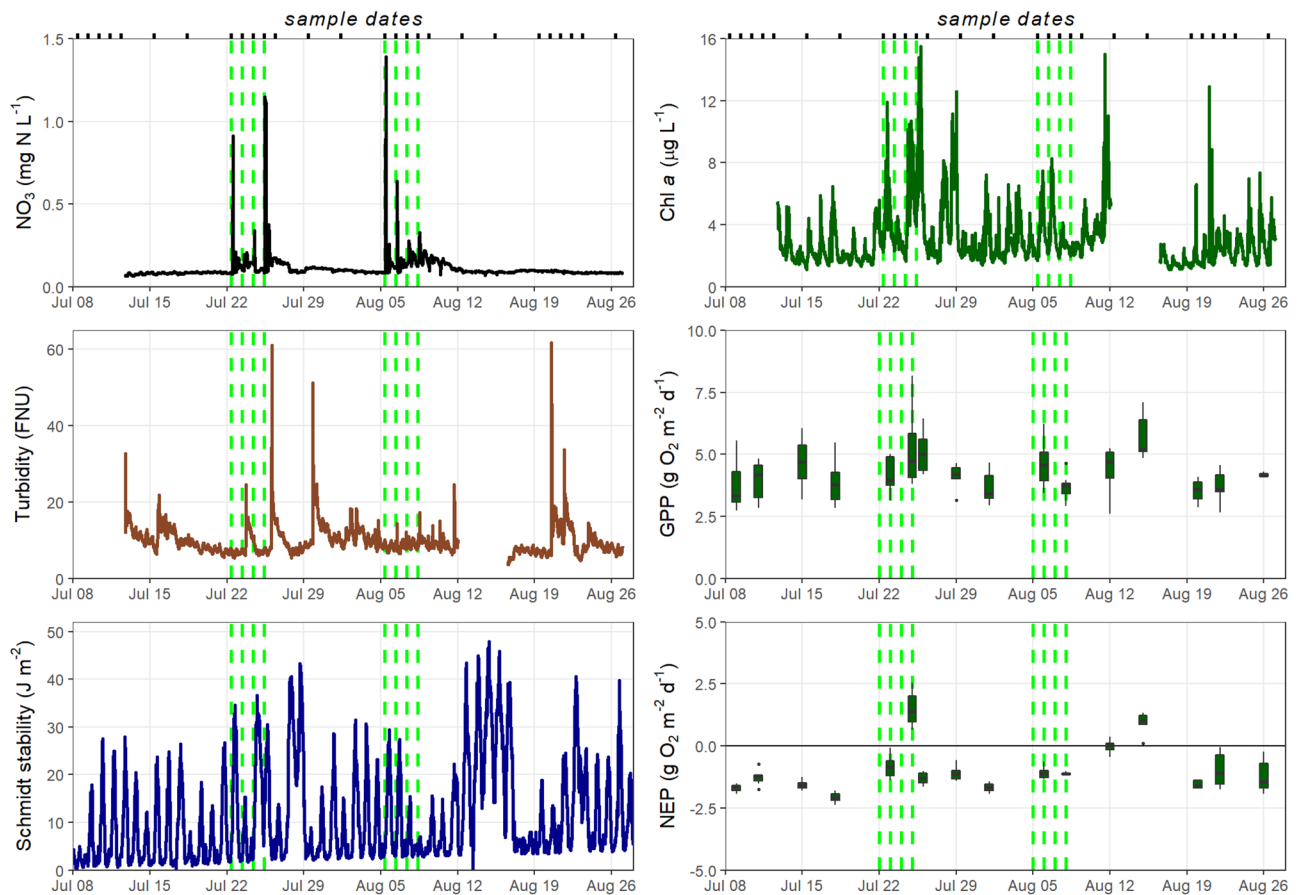 sample dates
NO3 (mg N L-1)
1.5
1.0
0.5
0.0
Jul 08 Jul 15 Jul 22 Jul 29 Aug 05 Aug 12 Aug 19 Aug 26
sample dates
Chl a (µg L-1)
16
12
8
4
0
Jul 08 Jul 15 Jul 22 Jul 29 Aug 05 Aug 12 Aug 19 Aug 26
Turbidity (FNU)
60
40
20
0
Jul 08 Jul 15 Jul 22 Jul 29 Aug 05 Aug 12 Aug 19 Aug 26
GPP (g O2 m-2 d-1)
10.0
7.5
5.0
2.5
0.0
Jul 08 Jul 15 Jul 22 Jul 29 Aug 05 Aug 12 Aug 19 Aug 26
Schmidt stability (J m-2)
50
40
30
20
10
0
Jul 08 Jul 15 Jul 22 Jul 29 Aug 05 Aug 12 Aug 19 Aug 26
NEP (g O2 m-2 d-1)
5.0
2.5
0.0
-2.5
-5.0
Jul 08 Jul 15 Jul 22 Jul 29 Aug 05 Aug 12 Aug 19 Aug 26